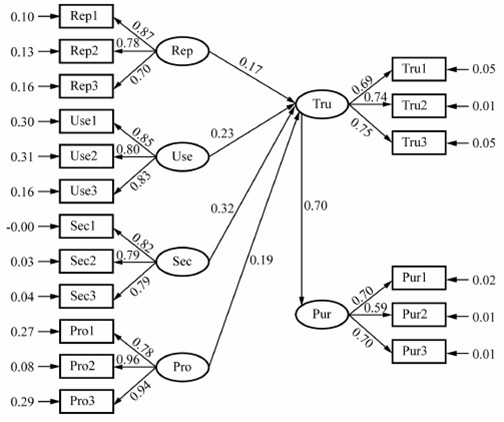 0.10 Rep1 0.87
0.13 Rep2 0.78 Rep
0.16 Rep3 0.70
0.17
0.30 Use1 0.85
0.31 Use2 0.80 Use
0.16 Use3 0.83
0.23
-0.00 Sec1 0.82
0.03 Sec2 0.79 Sec
0.04 Sec3 0.79
0.32
0.27 Pro1 0.78
0.08 Pro2 0.96 Pro
0.29 Pro3 0.94
0.19
Tru
0.69 Tru1 0.05
0.74 Tru2 0.01
0.75 Tru3 0.05
0.70
Pur
0.70 Pur1 0.02
0.59 Pur2 0.01
0.70 Pur3 0.01